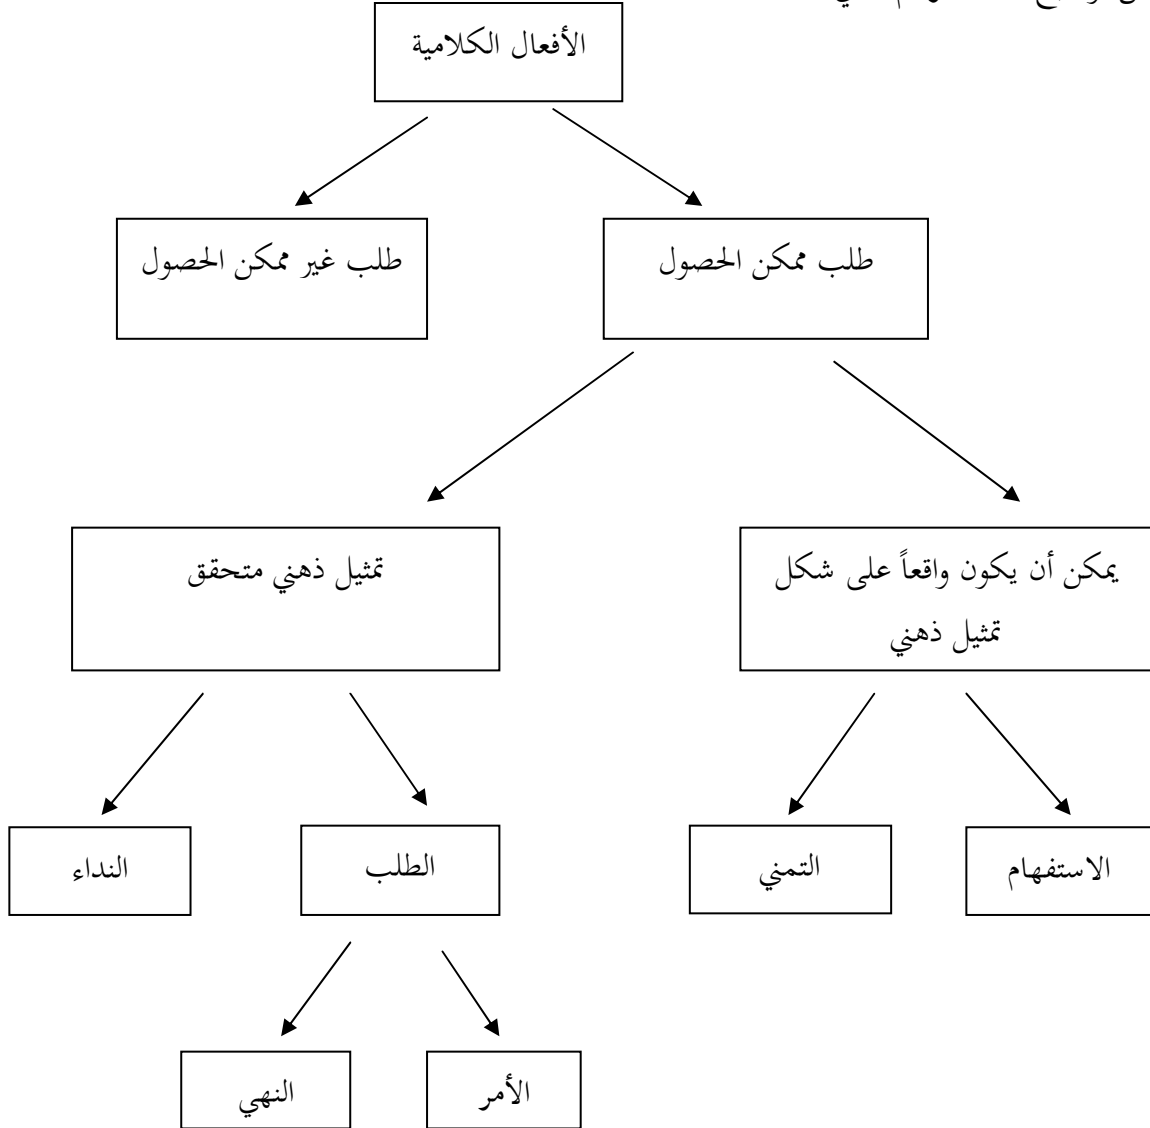 الأفعال الكلامية
طلب ممكن الحصول
طلب غير ممكن الحصول
يمكن أن يكون واقعاً على شكل
تمثيل ذهني
تمثيل ذهني متحقق
الاستفهام
التمني
الطلب
النداء
الأمر
النهي